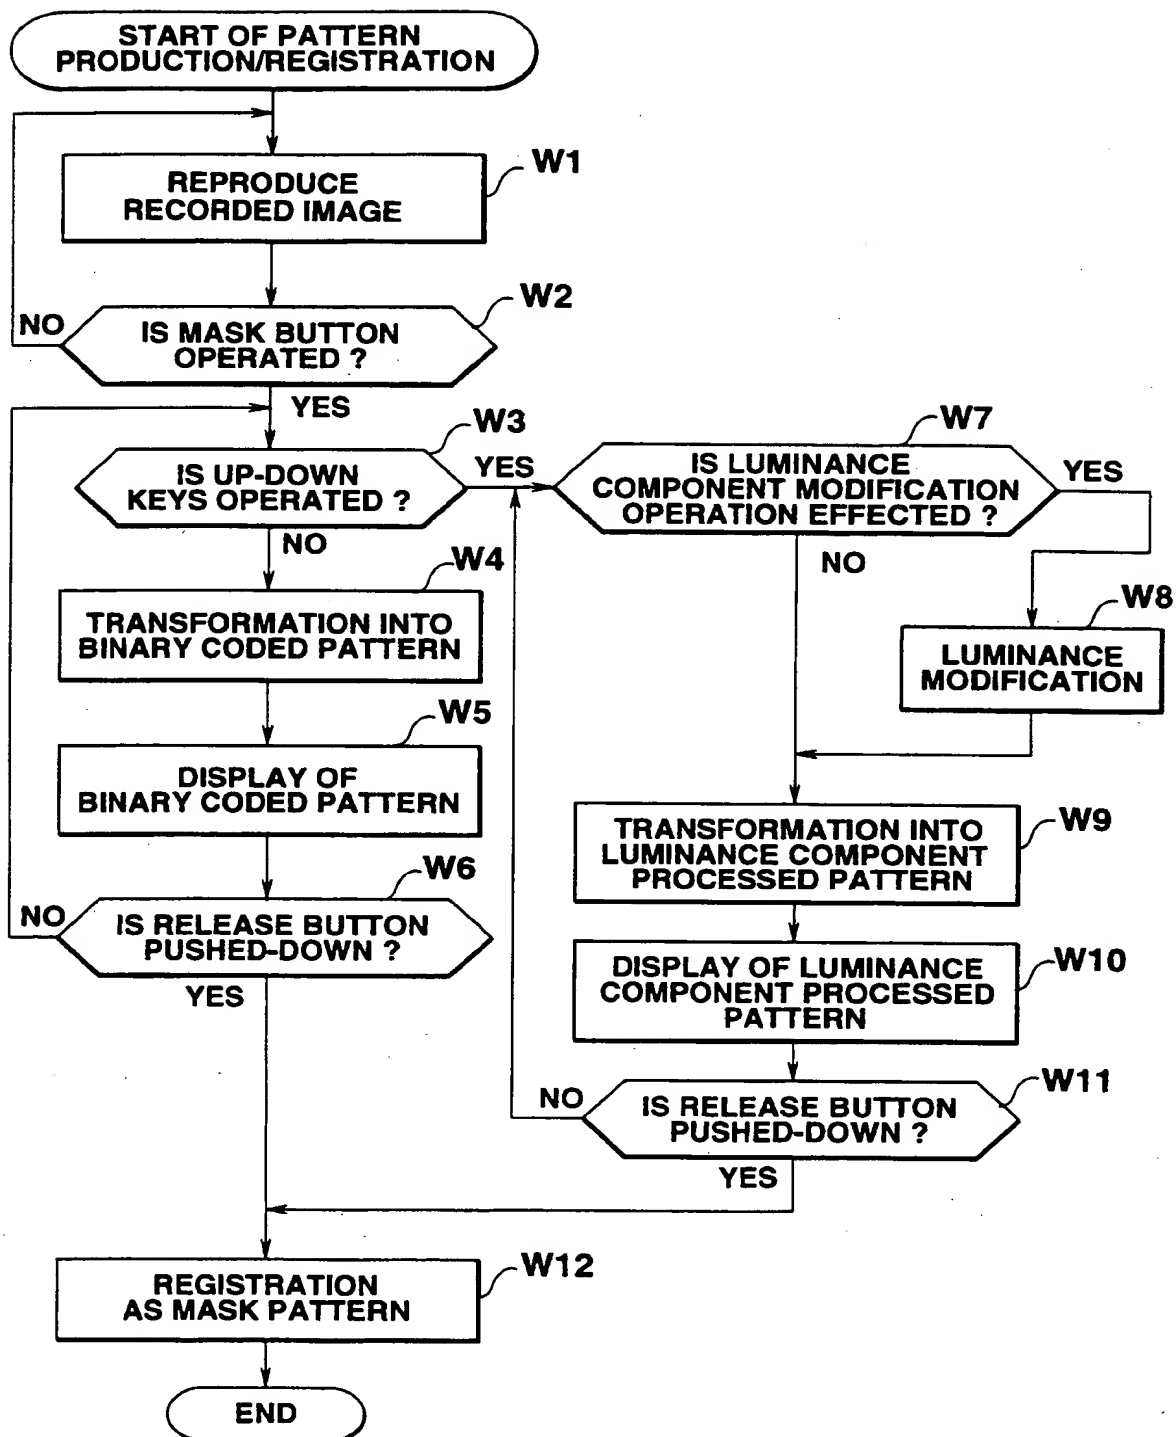 START OF PATTERN
PRODUCTION/REGISTRATION
W1
REPRODUCE
RECORDED IMAGE
W2
NO
IS MASK BUTTON
OPERATED ?
YES
W3
IS UP-DOWN
KEYS OPERATED ?
YES
NO
W4
TRANSFORMATION INTO
BINARY CODED PATTERN
W5
DISPLAY OF
BINARY CODED PATTERN
W6
NO
IS RELEASE BUTTON
PUSHED-DOWN ?
YES
W7
IS LUMINANCE
COMPONENT MODIFICATION
OPERATION EFFECTED ?
YES
NO
W8
LUMINANCE
MODIFICATION
W9
TRANSFORMATION INTO
LUMINANCE COMPONENT
PROCESSED PATTERN
W10
DISPLAY OF LUMINANCE
COMPONENT PROCESSED
PATTERN
W11
NO
IS RELEASE BUTTON
PUSHED-DOWN ?
YES
W12
REGISTRATION
AS MASK PATTERN
END